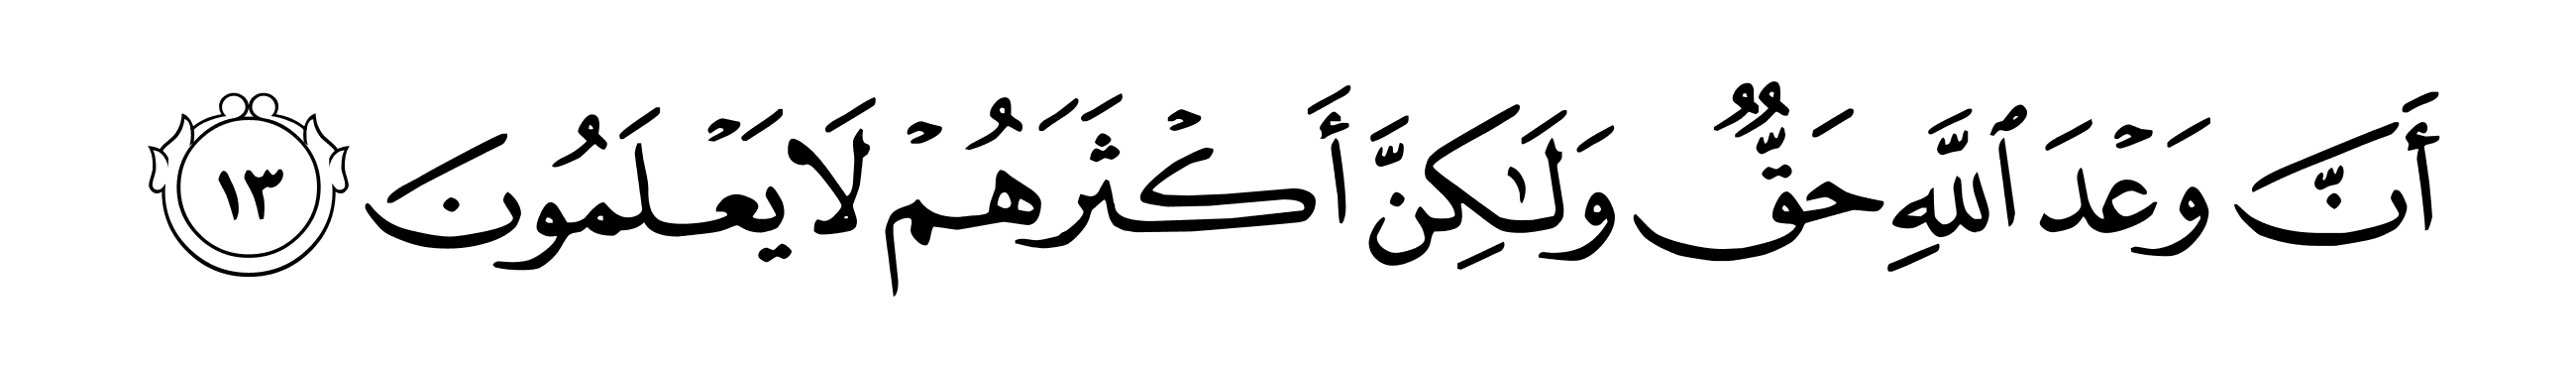 أَنَّ وَعْدَ ٱللَّهِ حَقٌّ وَلَٰكِنَّ أَكْثَرَهُمْ لَا يَعْلَمُونَ ١٣